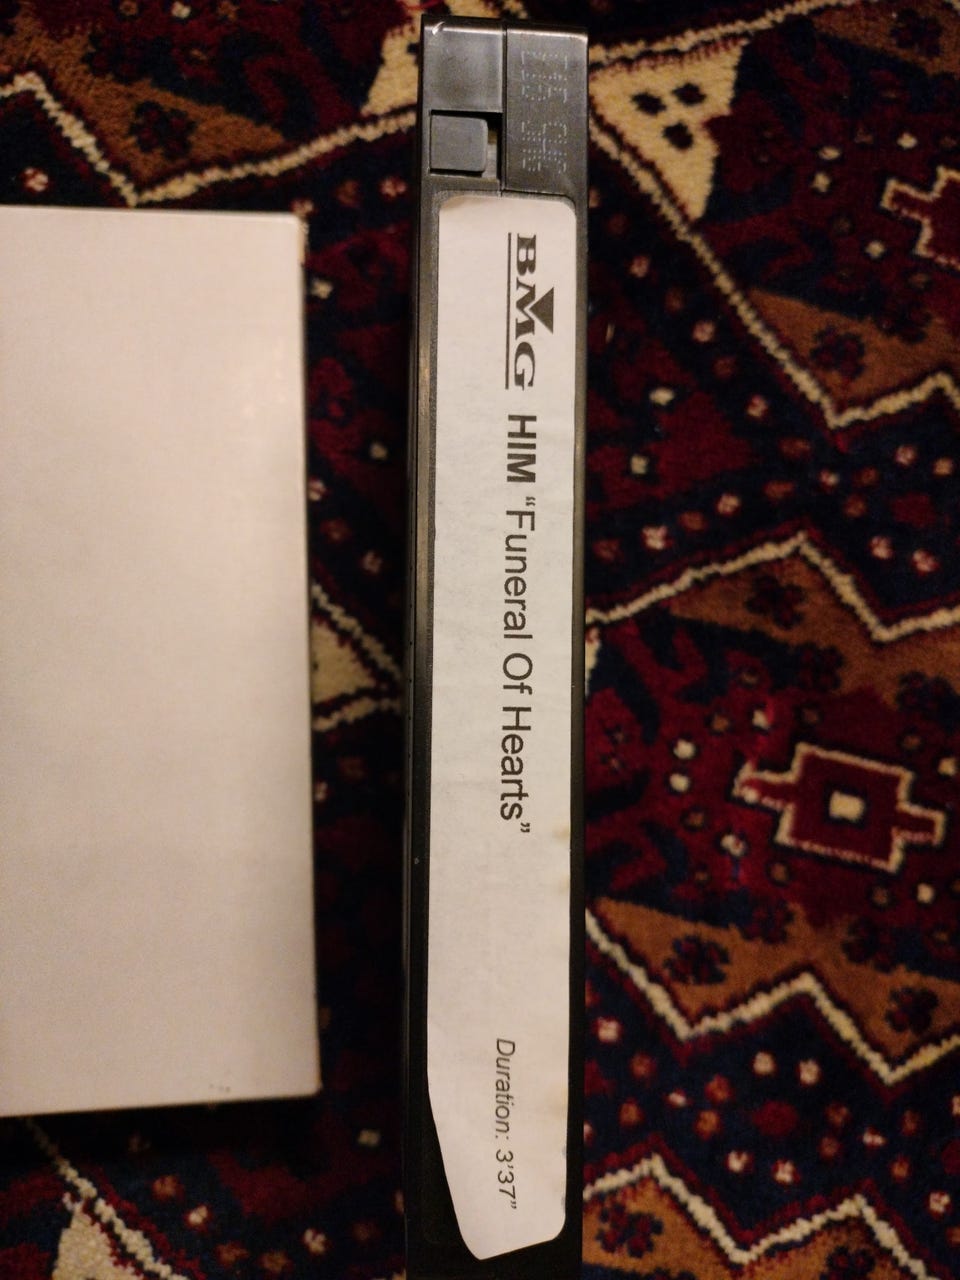 BMG HIM “Funeral Of Hearts” Duration: 3'37”